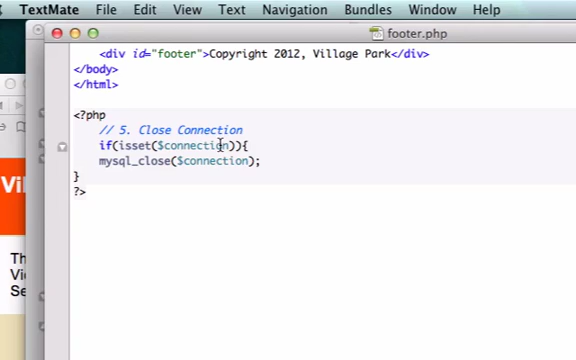 TextMate File Edit View Text Navigation Bundles Window Help
footer.php
<div id="footer">Copyright 2012, Village Park</div>
</body>
</html>
<?php
// 5. Close Connection
if(isset($connection)){
mysql_close($connection);
}
?>
Vi
Th
Vi
Se